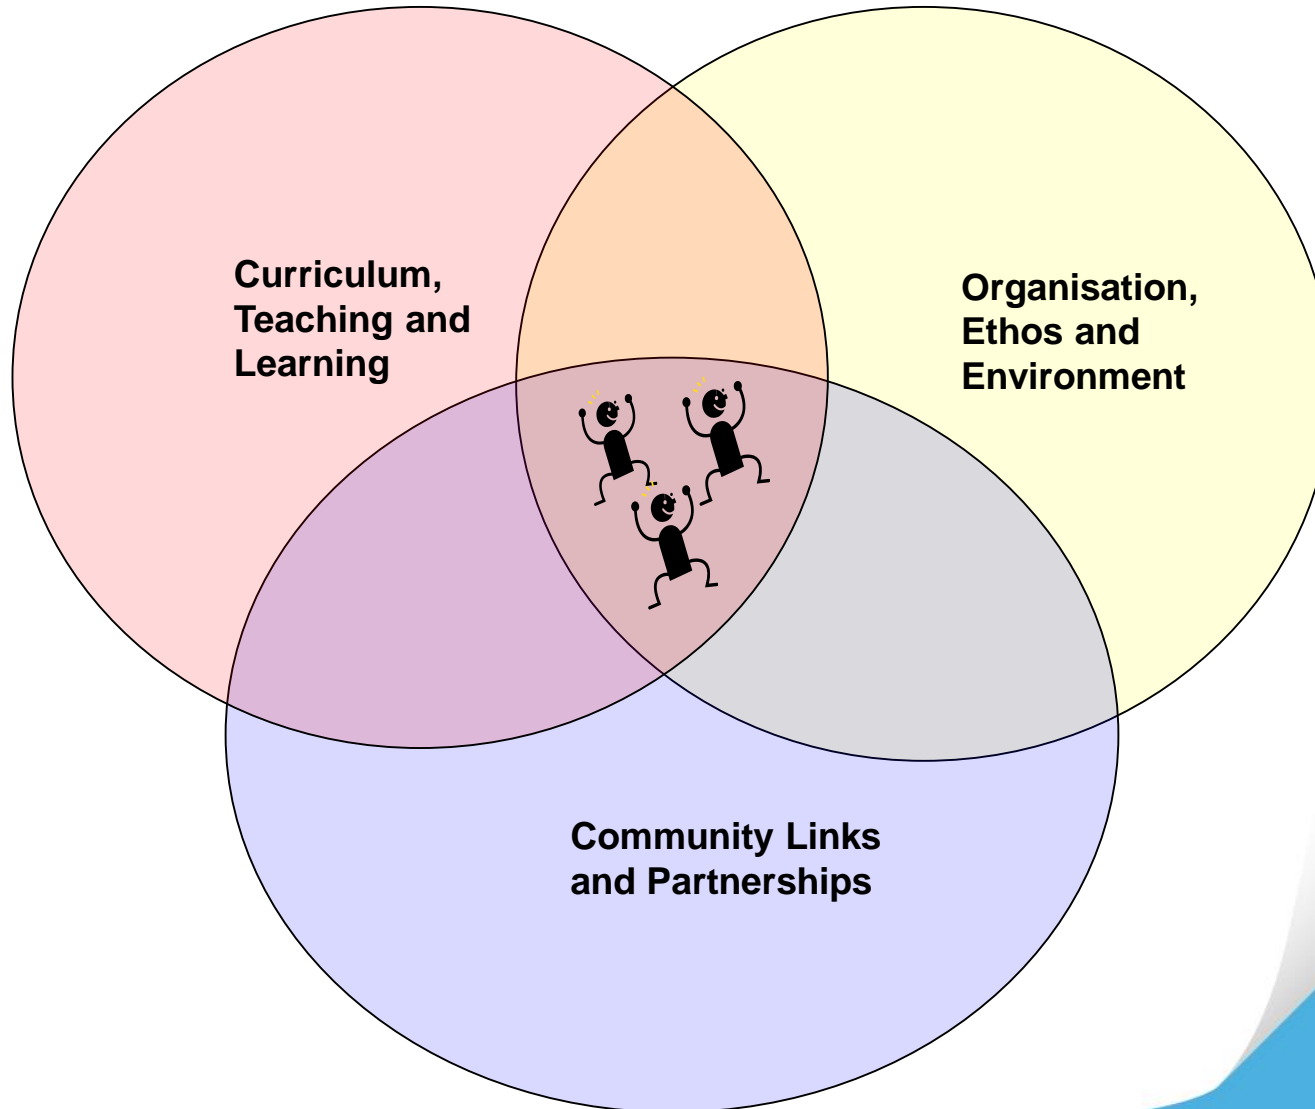 Curriculum,
Teaching and
Learning
Organisation,
Ethos and
Environment
Community Links
and Partnerships